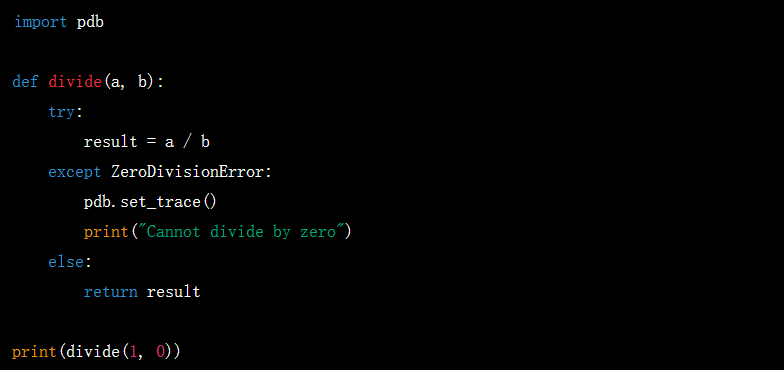 import pdb

def divide(a, b):
    try:
        result = a / b
    except ZeroDivisionError:
        pdb.set_trace()
        print("Cannot divide by zero")
    else:
        return result

print(divide(1, 0))